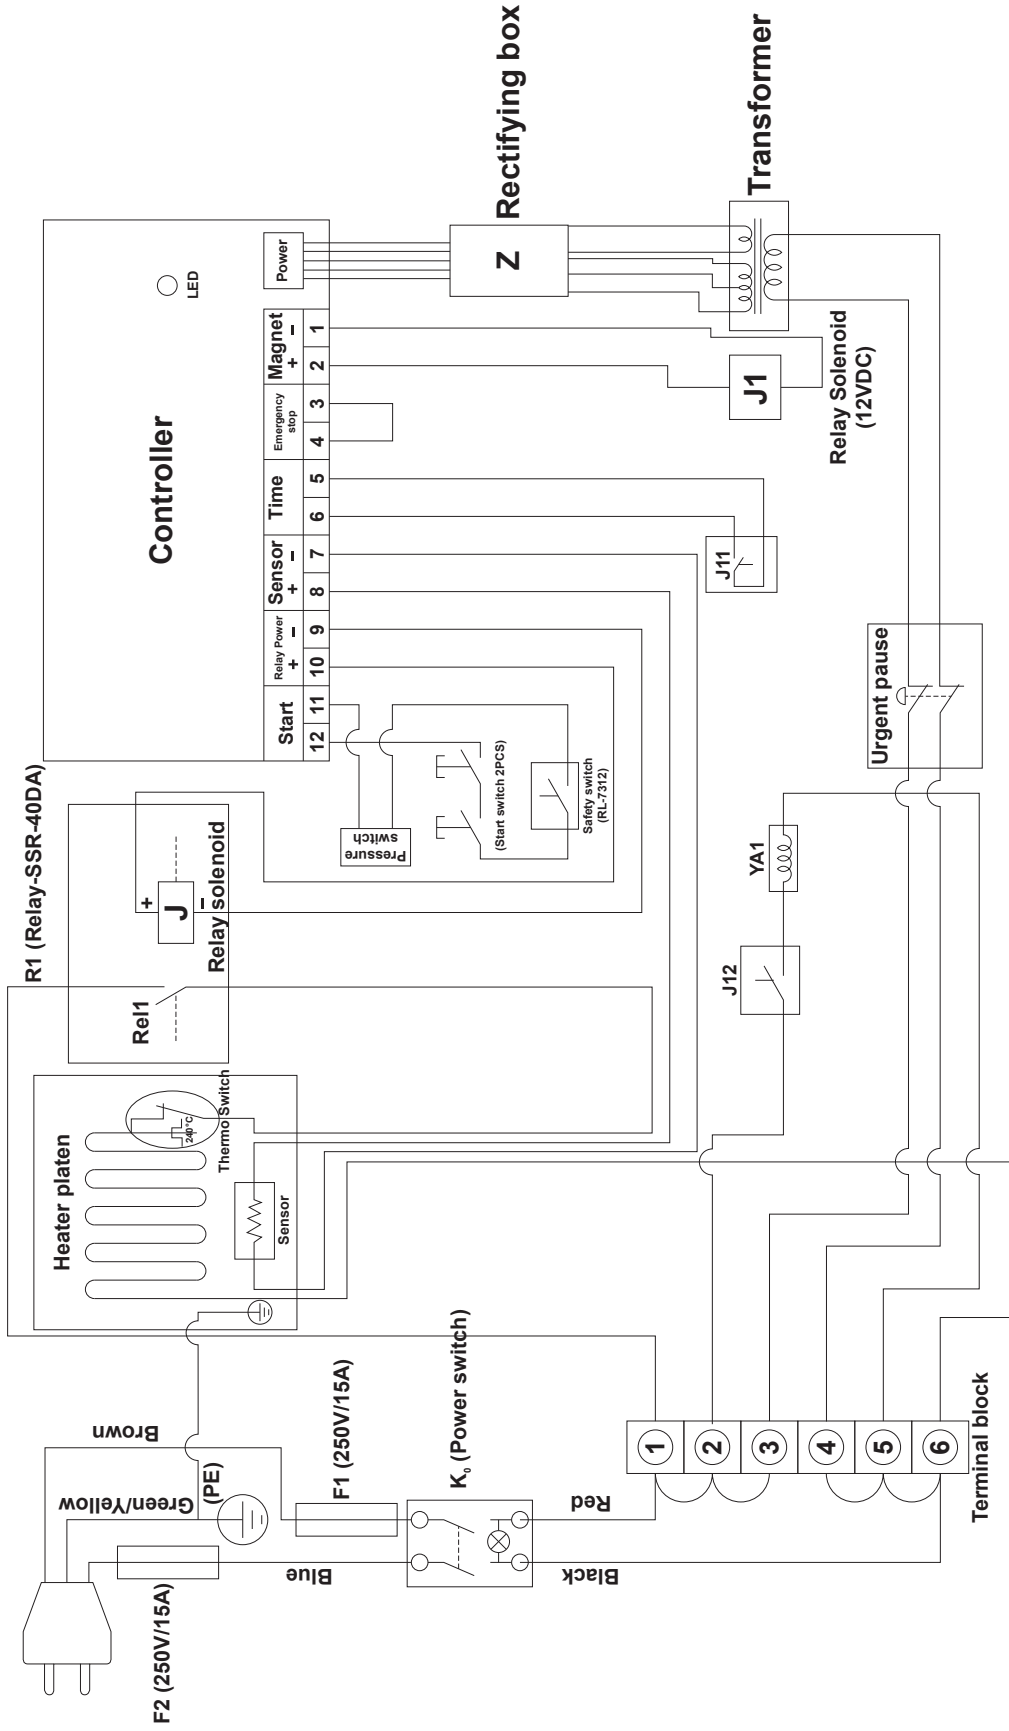 F2 (250V/15A)
Blue
Green/Yellow
(PE)
Brown
F1 (250V/15A)
K₀ (Power switch)
Red
Black
1
2
3
4
5
6
Terminal block
Heater platen
240°C
Thermo Switch
Sensor
R1 (Relay-SSR-40DA)
Rel1
+
J
−
Relay solenoid
Controller
LED
Start
Relay Power
+ −
Sensor
+ −
Time
Emergency
stop
Magnet
+ −
Power
12 11 10 9 8 7 6 5 4 3 2 1
Pressure
switch
(Start switch 2PCS)
Safety switch
(RL-7312)
Z
Rectifying box
Transformer
J1
Relay Solenoid
(12VDC)
J11
J12
YA1
Urgent pause